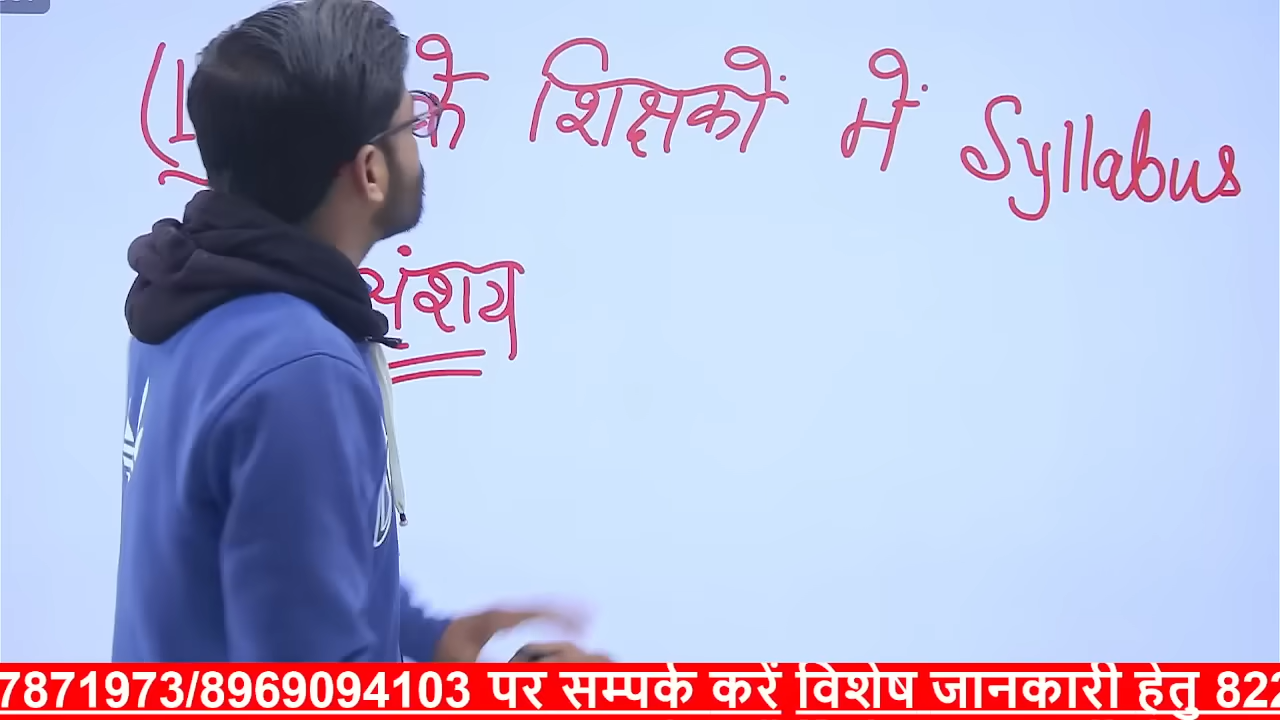 के शिक्षकों में Syllabus
संशय
7871973/8969094103 पर सम्पर्क करें विशेष जानकारी हेतु 822